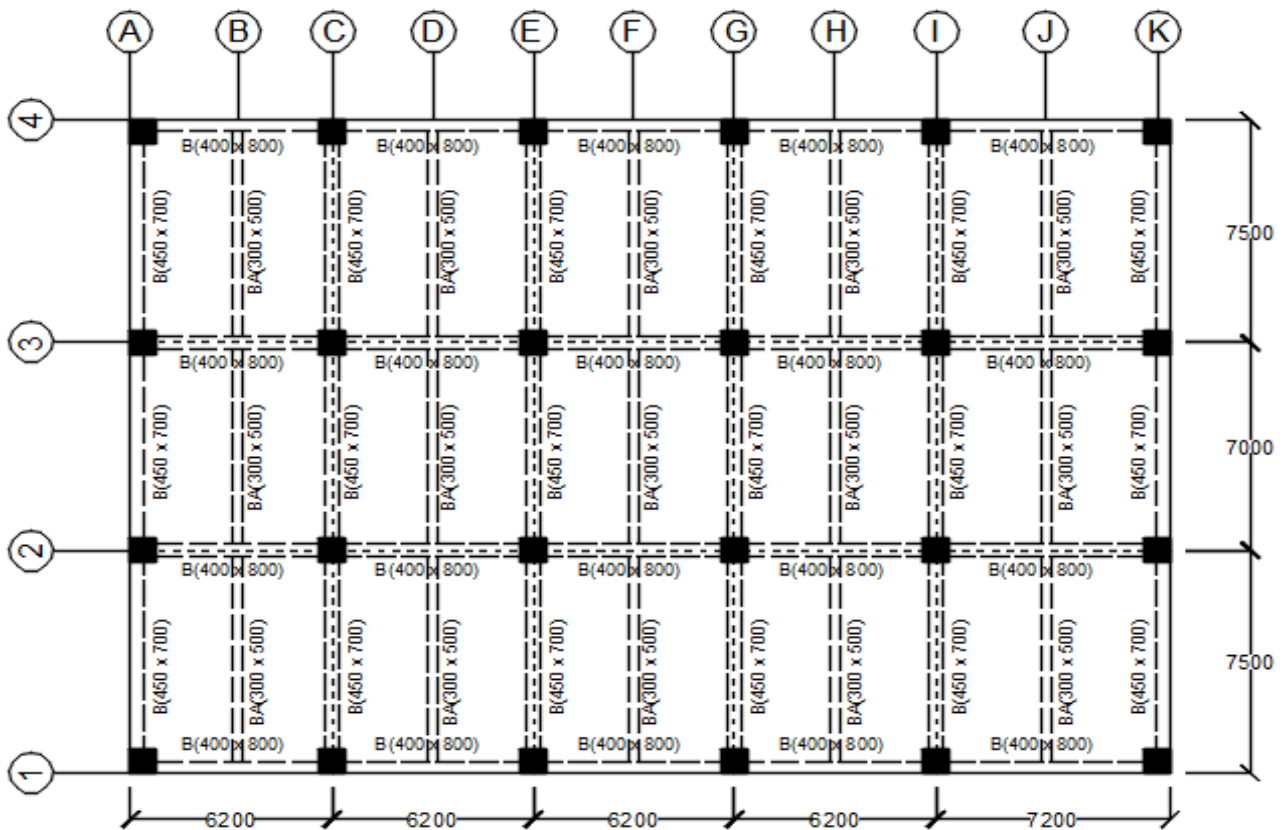 A B C D E F G H I J K
4
B(400 x 800) B(400 x 800) B(400 x 800) B(400 x 800) B(400 x 800)
B(450 x 700) BA(300 x 500) B(450 x 700) BA(300 x 500) B(450 x 700) BA(300 x 500) B(450 x 700) BA(300 x 500) B(450 x 700) BA(300 x 500) B(450 x 700)
7500
3
B(400 x 800) B(400 x 800) B(400 x 800) B(400 x 800) B(400 x 800)
B(450 x 700) BA(300 x 500) B(450 x 700) BA(300 x 500) B(450 x 700) BA(300 x 500) B(450 x 700) BA(300 x 500) B(450 x 700) BA(300 x 500) B(450 x 700)
7000
2
B(400 x 800) B(400 x 800) B(400 x 800) B(400 x 800) B(400 x 800)
B(450 x 700) BA(300 x 500) B(450 x 700) BA(300 x 500) B(450 x 700) BA(300 x 500) B(450 x 700) BA(300 x 500) B(450 x 700) BA(300 x 500) B(450 x 700)
7500
B(400 x 800) B(400 x 800) B(400 x 800) B(400 x 800) B(400 x 800)
1
6200 6200 6200 6200 7200